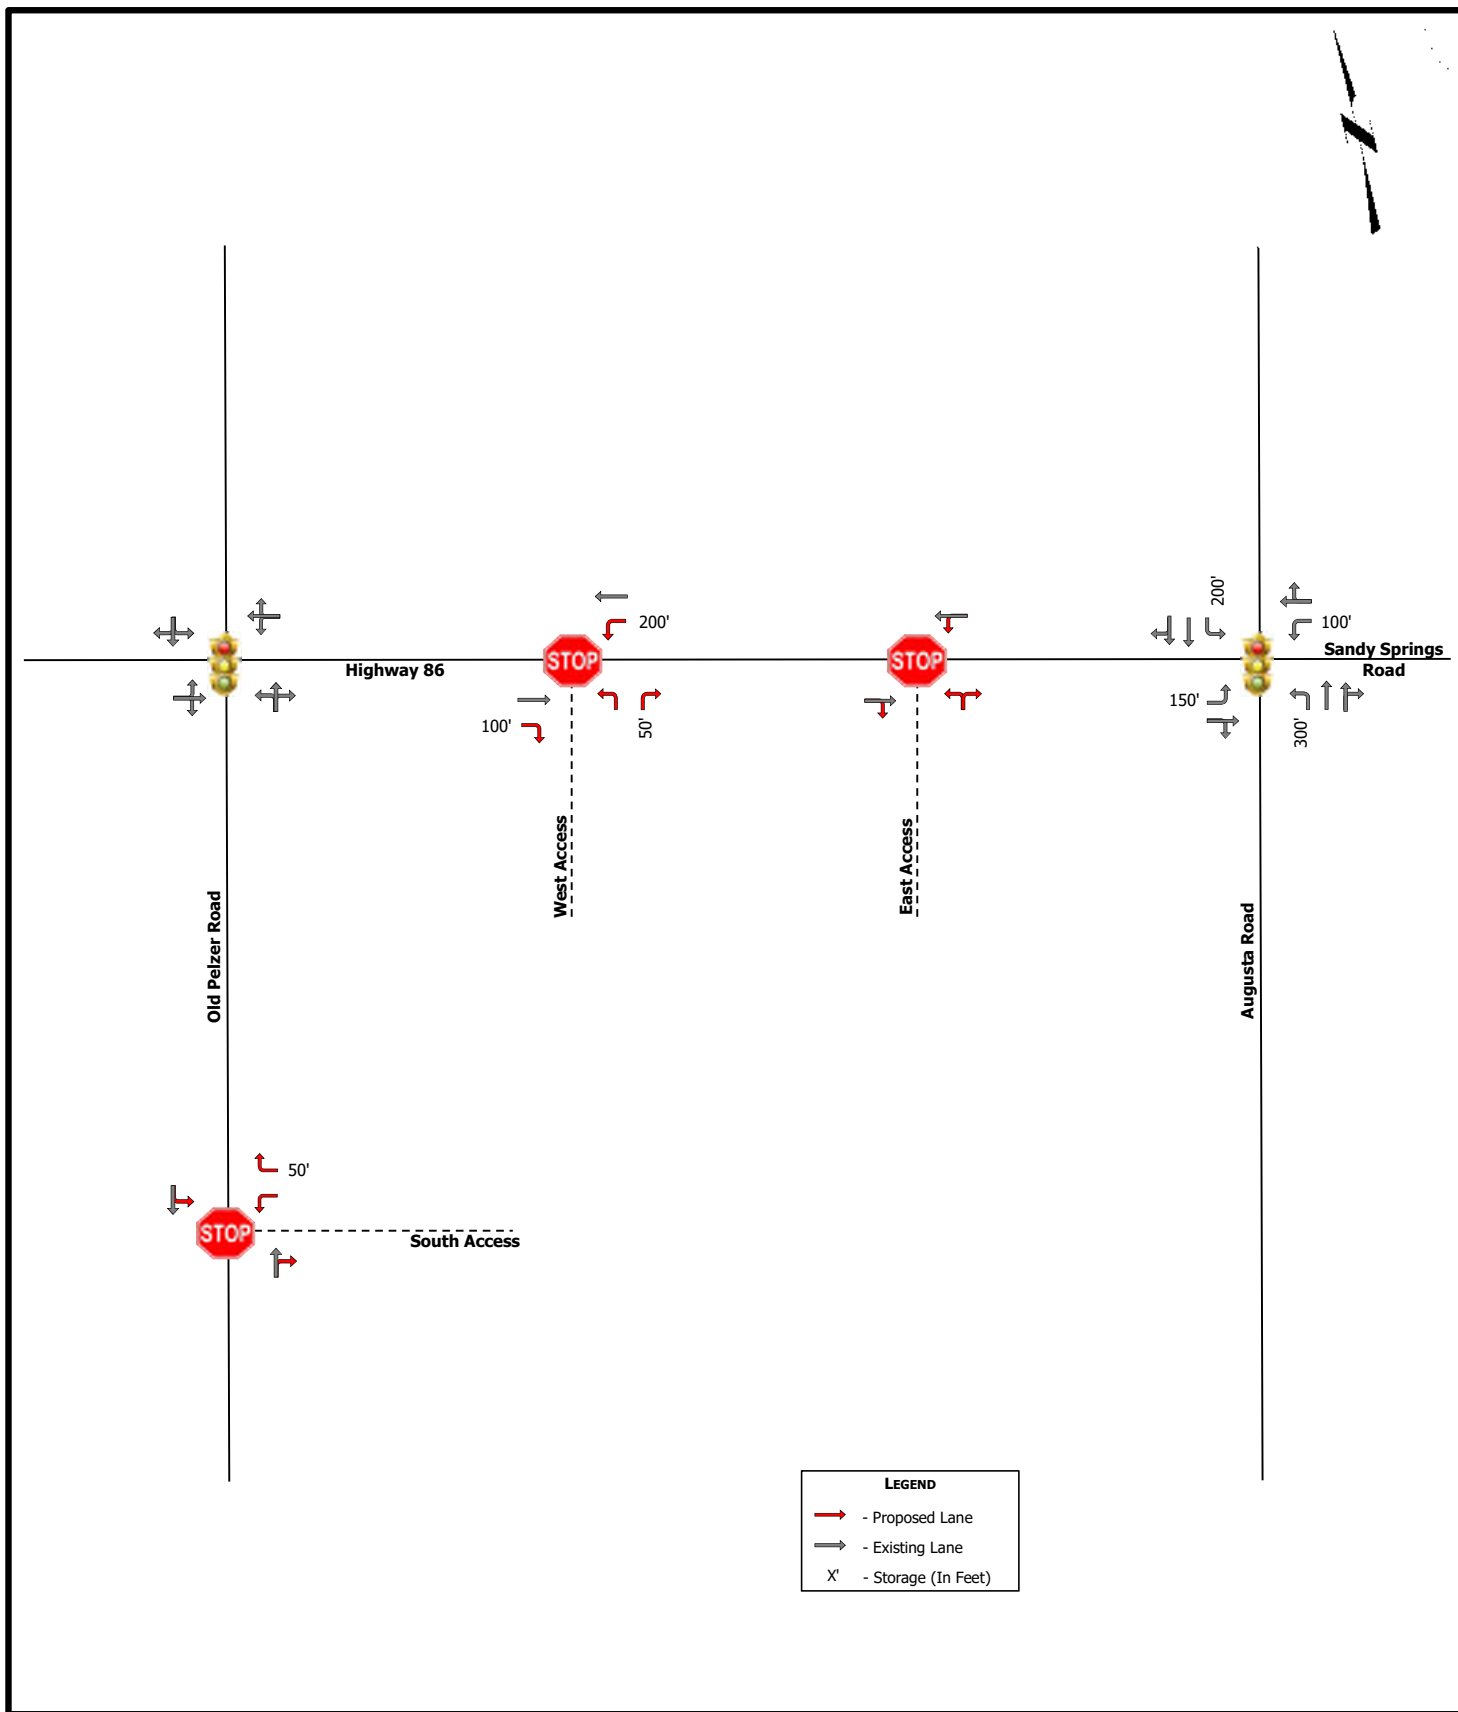 200'
200'
100'
STOP
STOP
Sandy Springs
Road
Highway 86
150'
100'
50'
300'
West Access
East Access
Old Pelzer Road
Augusta Road
50'
STOP
South Access
LEGEND
- Proposed Lane
- Existing Lane
X' - Storage (In Feet)